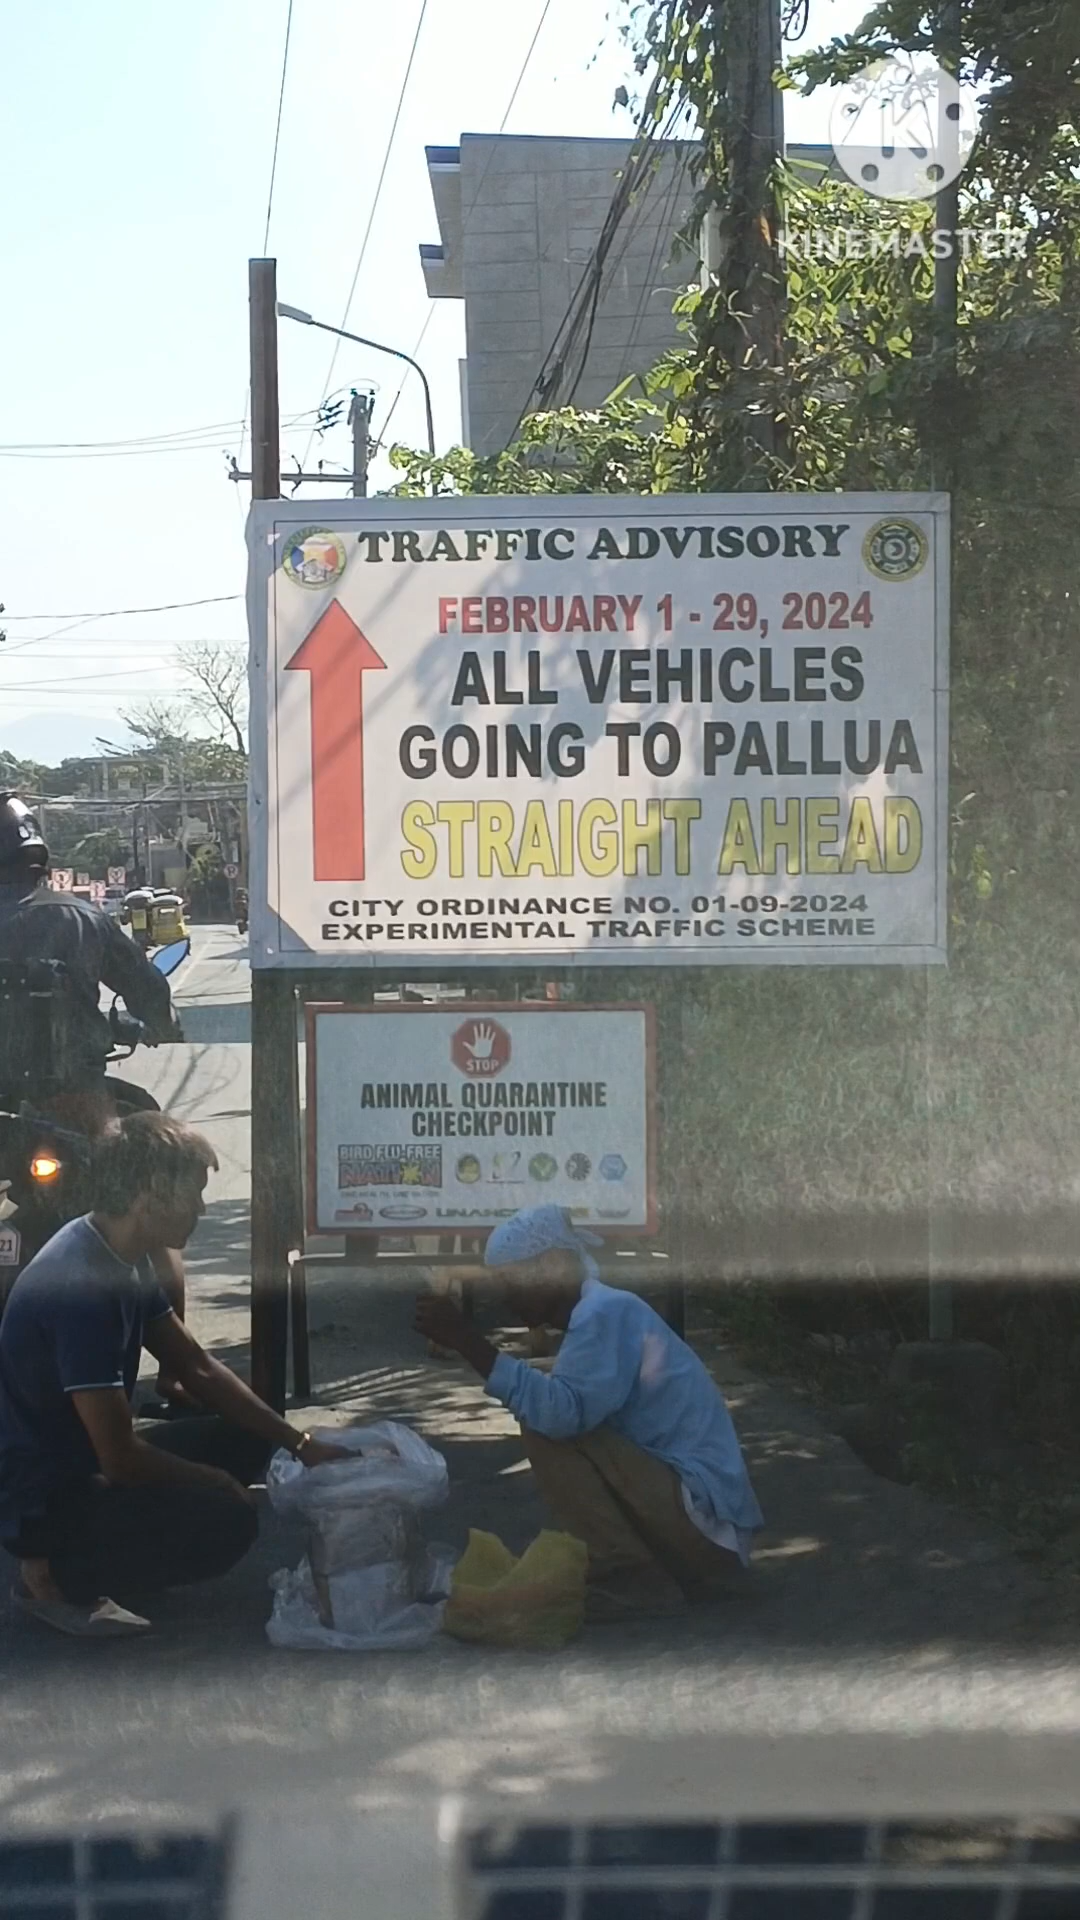 KINEMASTER
TRAFFIC ADVISORY
FEBRUARY 1 - 29, 2024
ALL VEHICLES
GOING TO PALLUA
STRAIGHT AHEAD
CITY ORDINANCE NO. 01-09-2024
EXPERIMENTAL TRAFFIC SCHEME
STOP
ANIMAL QUARANTINE
CHECKPOINT
BIRD FLU-FREE
NATION
21